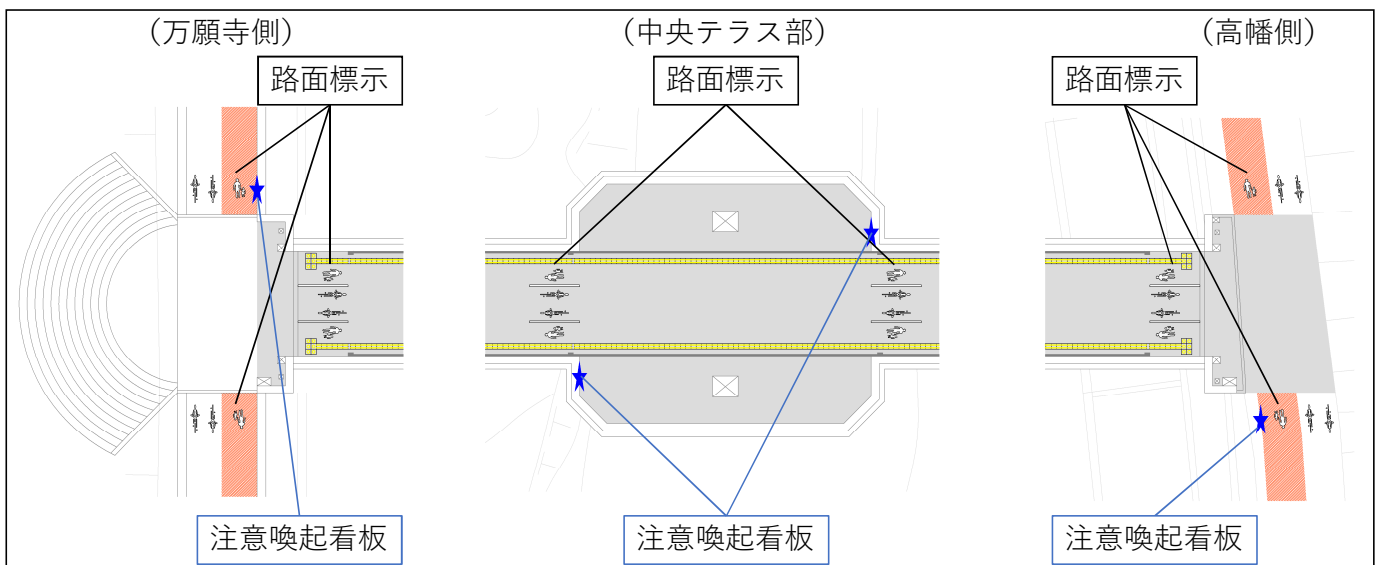 （万願寺側）
（中央テラス部）
（高幡側）
路面標示
路面標示
路面標示
注意喚起看板
注意喚起看板
注意喚起看板